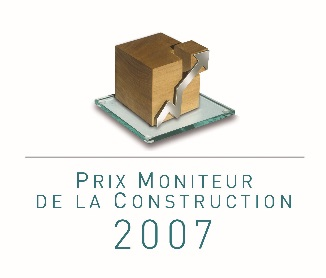 PRIX MONITEUR
DE LA CONSTRUCTION
2007